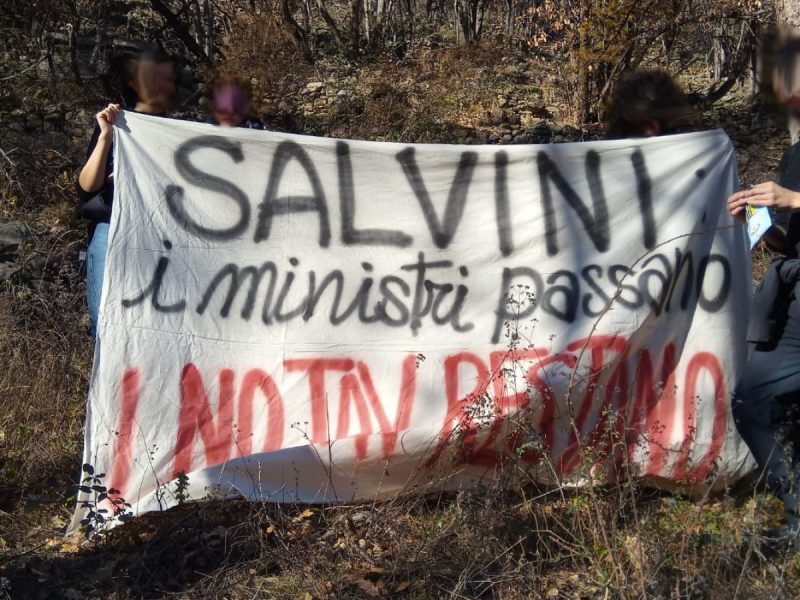 SALVINI:
i ministri passano
I NO TAV RESTANO